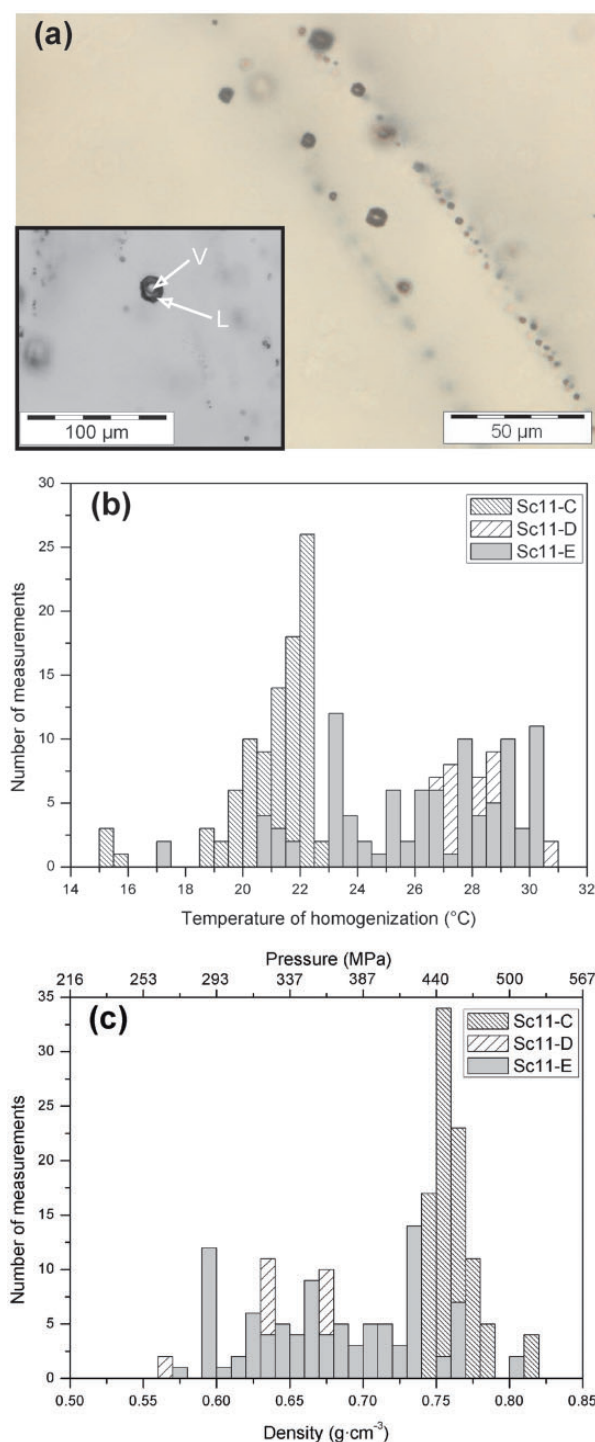 (a)
V
L
100 µm
50 µm
(b)
Sc11-C
Sc11-D
Sc11-E
Number of measurements
30
25
20
15
10
5
0
14 16 18 20 22 24 26 28 30 32
Temperature of homogenization (°C)
Pressure (MPa)
216 263 293 337 387 440 500 567
(c)
Sc11-C
Sc11-D
Sc11-E
Number of measurements
35
30
25
20
15
10
5
0
0.50 0.55 0.60 0.65 0.70 0.75 0.80 0.85
Density (g·cm⁻³)